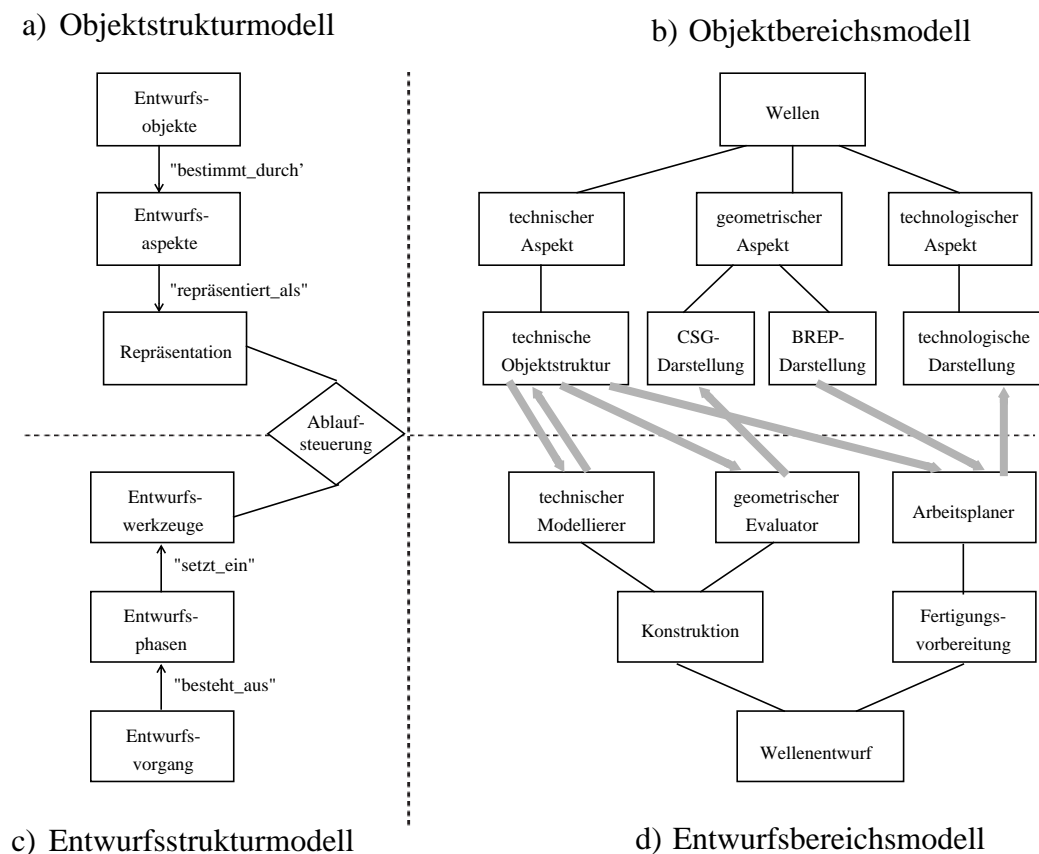 a) Objektstrukturmodell
Entwurfs-
objekte
"bestimmt_durch’
Entwurfs-
aspekte
"repräsentiert_als"
Repräsentation
Ablauf-
steuerung
Entwurfs-
werkzeuge
"setzt_ein"
Entwurfs-
phasen
"besteht_aus"
Entwurfs-
vorgang
c) Entwurfsstrukturmodell
b) Objektbereichsmodell
Wellen
technischer
Aspekt
geometrischer
Aspekt
technologischer
Aspekt
technische
Objektstruktur
CSG-
Darstellung
BREP-
Darstellung
technologische
Darstellung
technischer
Modellierer
geometrischer
Evaluator
Arbeitsplaner
Konstruktion
Fertigungs-
vorbereitung
Wellenentwurf
d) Entwurfsbereichsmodell